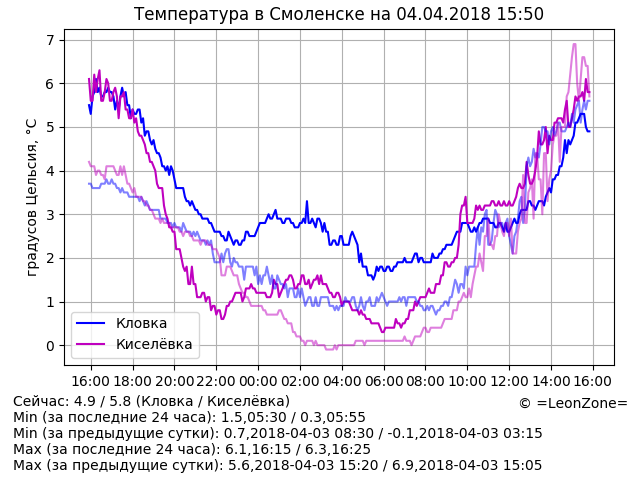 Температура в Смоленске на 04.04.2018 15:50
градусов Цельсия, °C
7
6
5
4
3
2
1
0
Кловка
Киселёвка
16:00 18:00 20:00 22:00 00:00 02:00 04:00 06:00 08:00 10:00 12:00 14:00 16:00
Сейчас: 4.9 / 5.8 (Кловка / Киселёвка)
© =LeonZone=
Min (за последние 24 часа): 1.5,05:30 / 0.3,05:55
Min (за предыдущие сутки): 0.7,2018-04-03 08:30 / -0.1,2018-04-03 03:15
Max (за последние 24 часа): 6.1,16:15 / 6.3,16:25
Max (за предыдущие сутки): 5.6,2018-04-03 15:20 / 6.9,2018-04-03 15:05